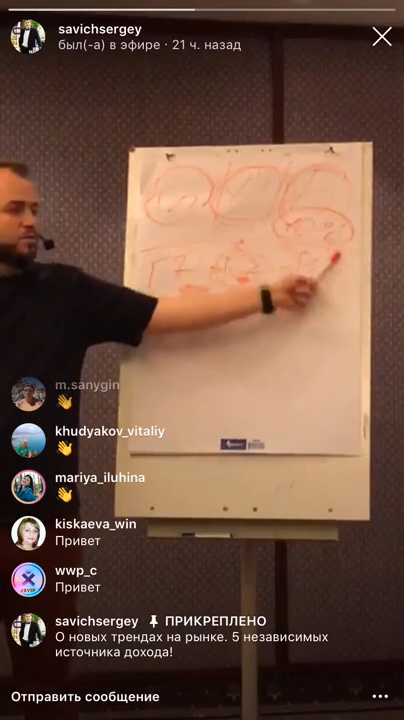 savichsergey
был(-а) в эфире · 21 ч. назад
m.sanygin
👋
khudyakov_vitaliy
👋
mariya_iluhina
👋
kiskaeva_win
Привет
wwp_c
Привет
savichsergey ПРИКРЕПЛЕНО
О новых трендах на рынке. 5 независимых
источника дохода!
Отправить сообщение